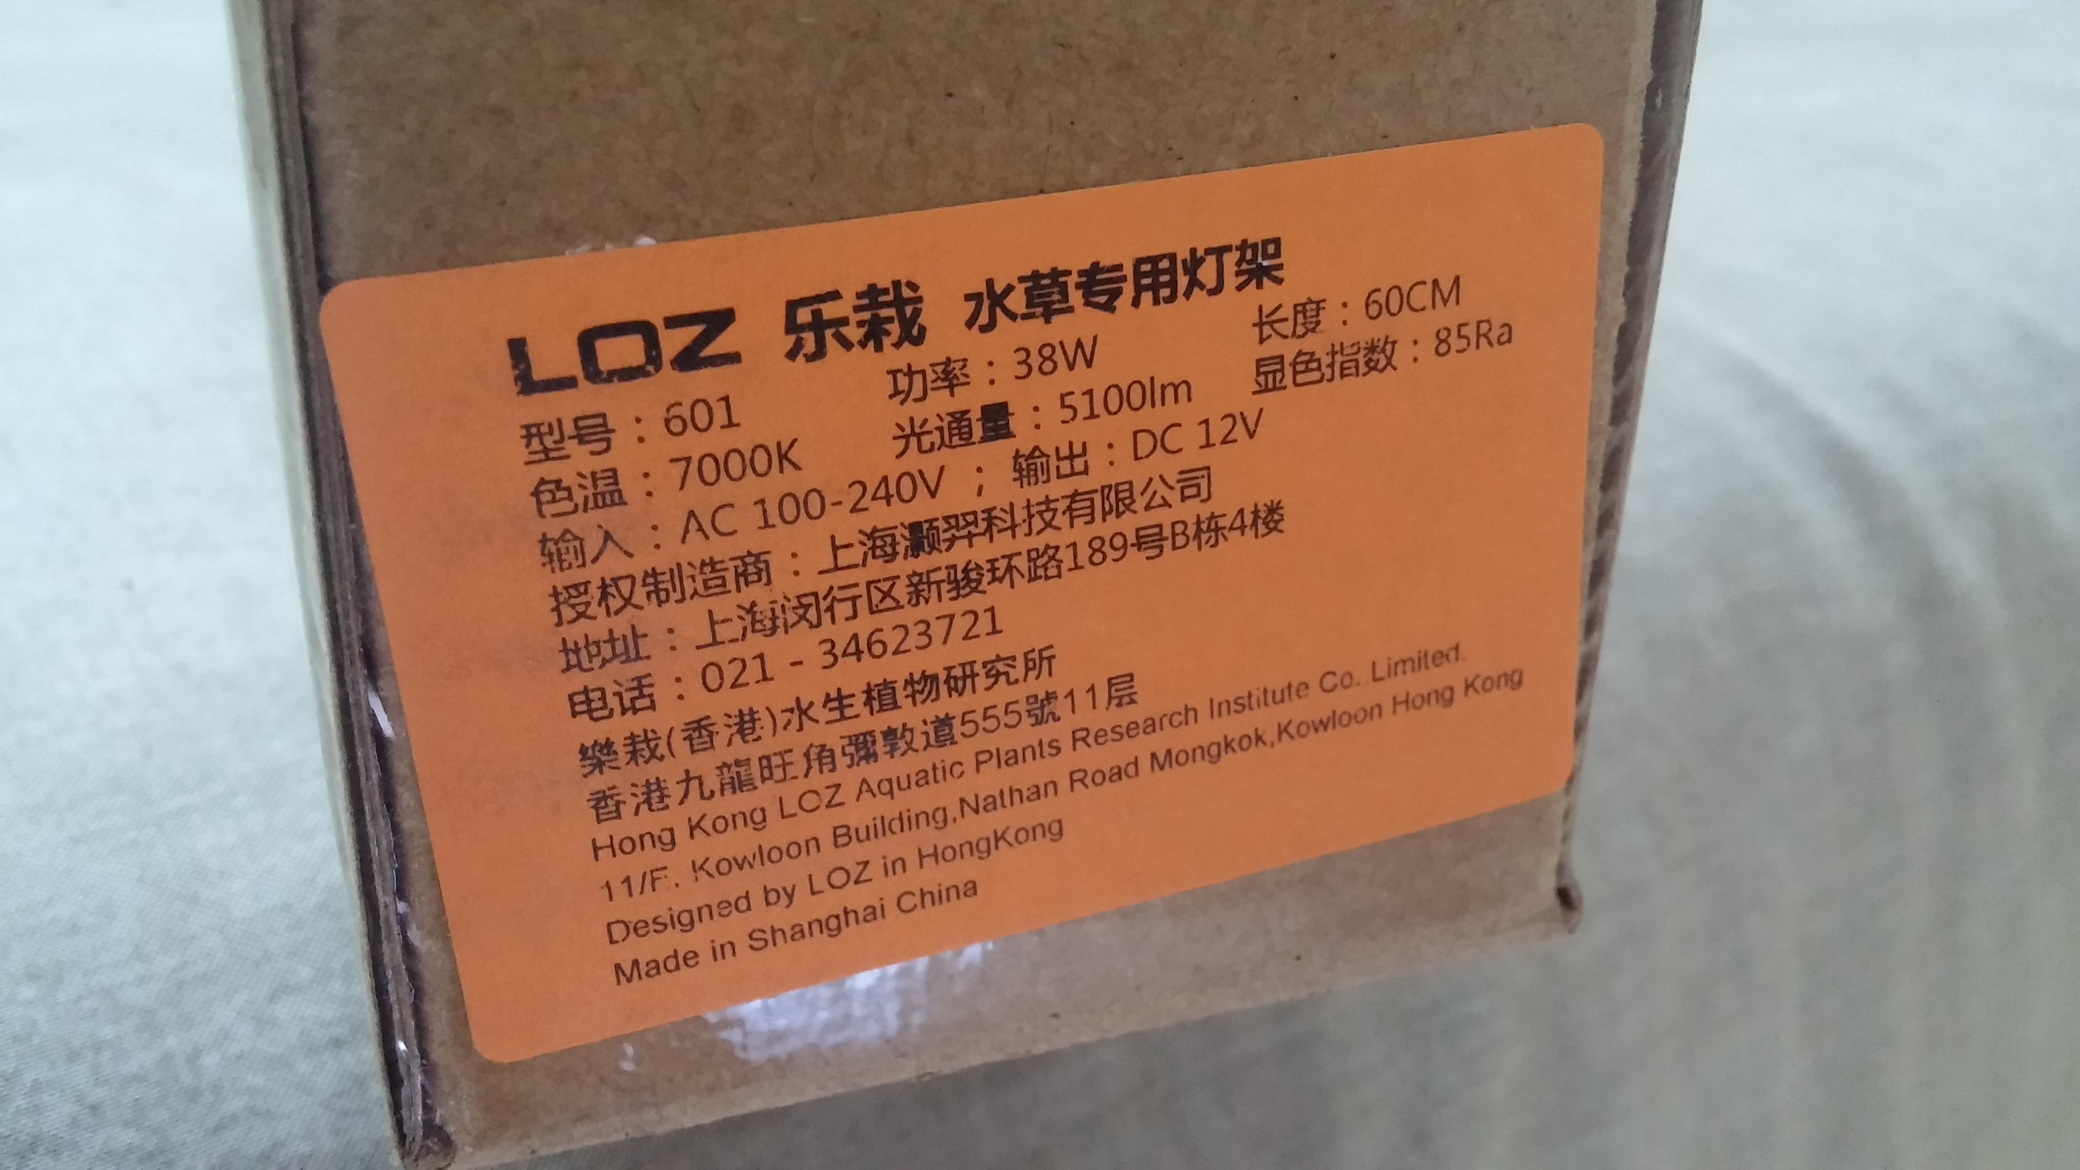 LOZ 乐栽 水草专用灯架
型号：601 功率：38W 长度：60CM
色温：7000K 光通量：5100lm 显色指数：85Ra
输入：AC 100-240V ； 输出：DC 12V
授权制造商：上海灏羿科技有限公司
地址：上海闵行区新骏环路189号B栋4楼
电话：021 - 34623721
樂栽(香港)水生植物研究所
香港九龍旺角彌敦道555號11层
Hong Kong LOZ Aquatic Plants Research Institute Co. Limited.
11/F. Kowloon Building,Nathan Road Mongkok,Kowloon Hong Kong
Designed by LOZ in HongKong
Made in Shanghai China